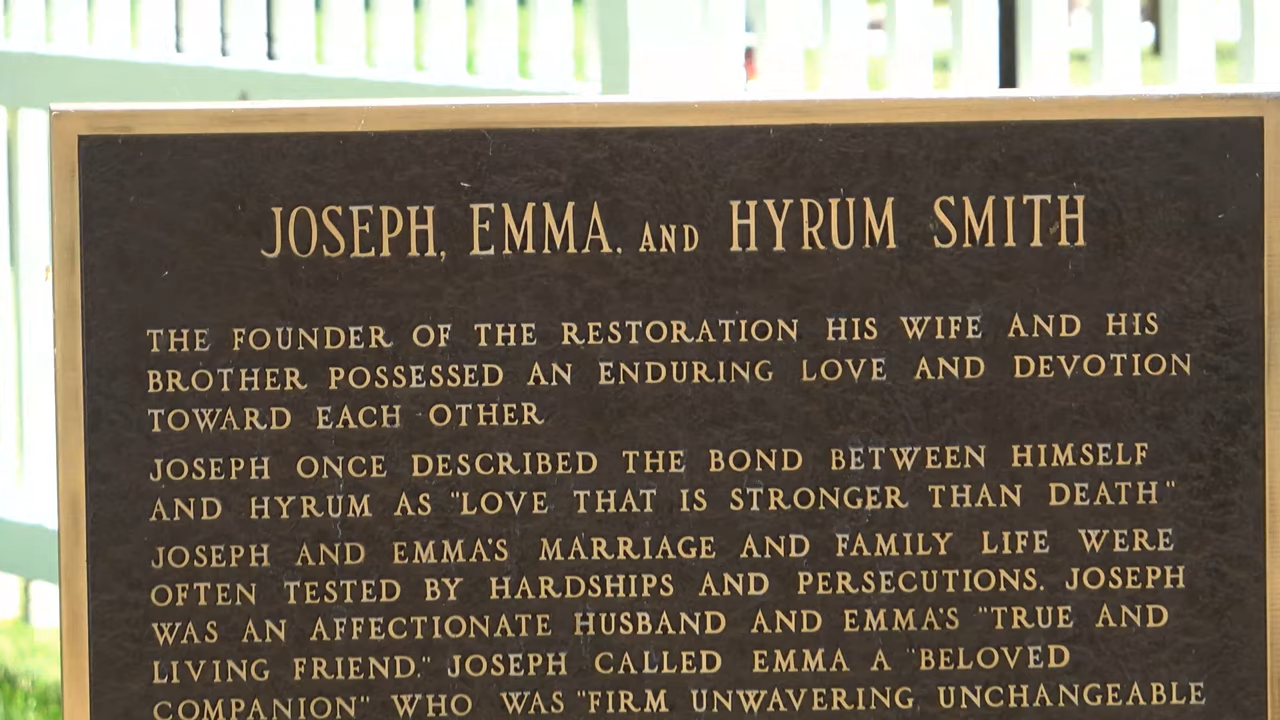 JOSEPH, EMMA, AND HYRUM SMITH
THE FOUNDER OF THE RESTORATION HIS WIFE AND HIS
BROTHER POSSESSED AN ENDURING LOVE AND DEVOTION
TOWARD EACH OTHER
JOSEPH ONCE DESCRIBED THE BOND BETWEEN HIMSELF
AND HYRUM AS "LOVE THAT IS STRONGER THAN DEATH"
JOSEPH AND EMMA'S MARRIAGE AND FAMILY LIFE WERE
OFTEN TESTED BY HARDSHIPS AND PERSECUTIONS. JOSEPH
WAS AN AFFECTIONATE HUSBAND AND EMMA'S "TRUE AND
LIVING FRIEND." JOSEPH CALLED EMMA A "BELOVED
COMPANION" WHO WAS "FIRM UNWAVERING UNCHANGEABLE